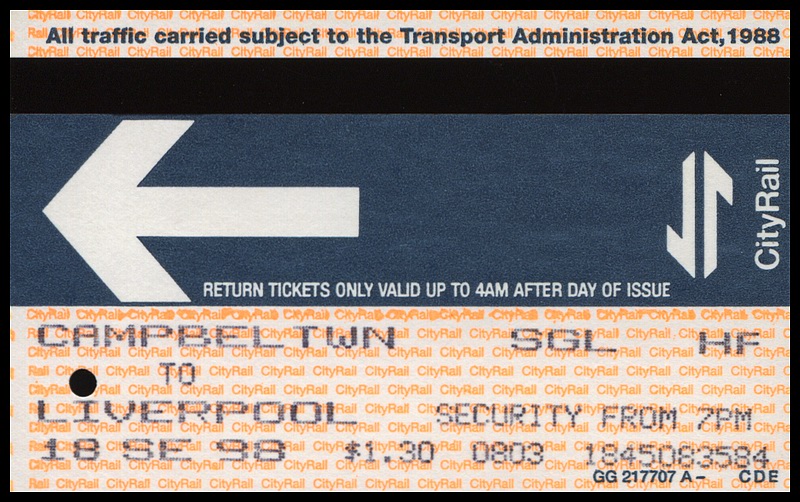 All traffic carried subject to the Transport Administration Act, 1988
CityRail
RETURN TICKETS ONLY VALID UP TO 4AM AFTER DAY OF ISSUE
CAMPBELTWN SGL HF
TO
LIVERPOOL SECURITY FROM 7PM
18 SE 98 $1.30 0803 1845083584
GG 217707 A - C D E